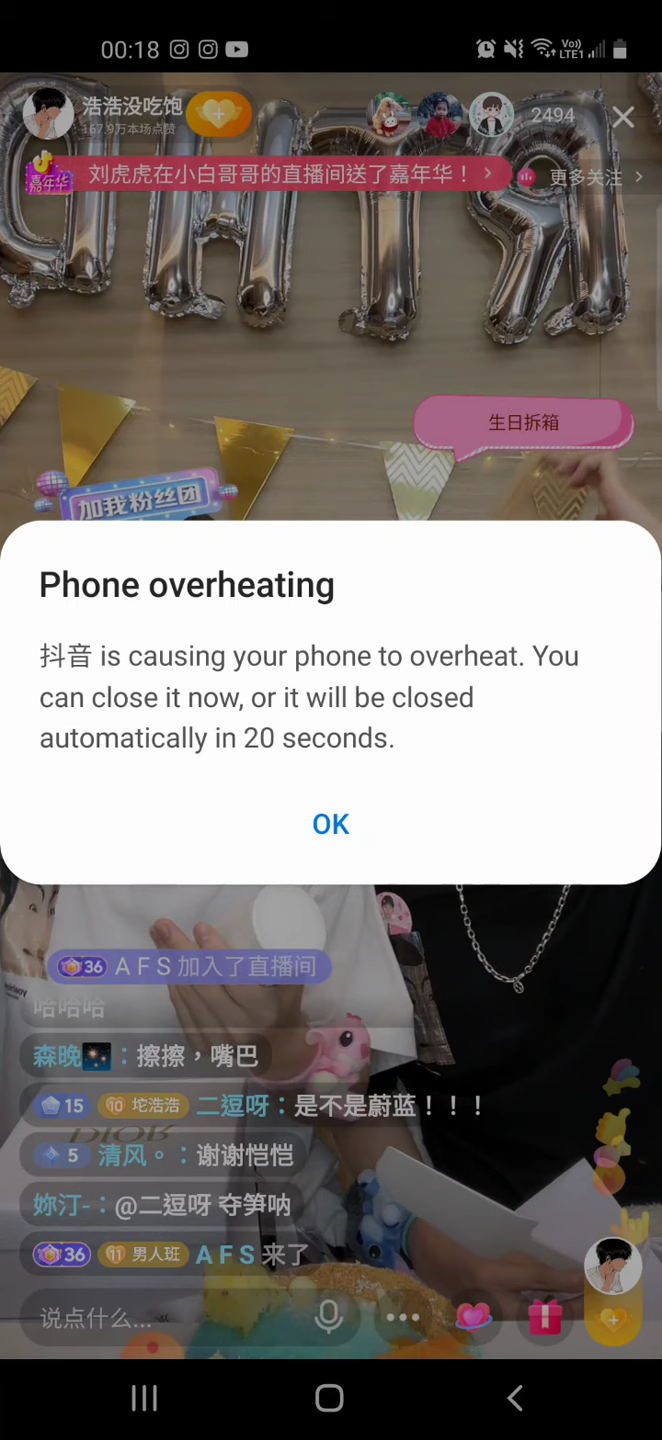 00:18
Vo))
LTE1
浩浩没吃饱
167.9万本场点赞
2494
嘉年华
刘虎虎在小白哥哥的直播间送了嘉年华！
更多关注
生日拆箱
加我粉丝团
Phone overheating
抖音 is causing your phone to overheat. You
can close it now, or it will be closed
automatically in 20 seconds.
OK
36 A F S 加入了直播间
哈哈哈
森晚：擦擦，嘴巴
15 10 坨浩浩 二逗呀：是不是蔚蓝！！！
DIOR
5 清风。：谢谢恺恺
妳汀-：@二逗呀 夺笋呐
36 11 男人班 A F S 来了
说点什么...